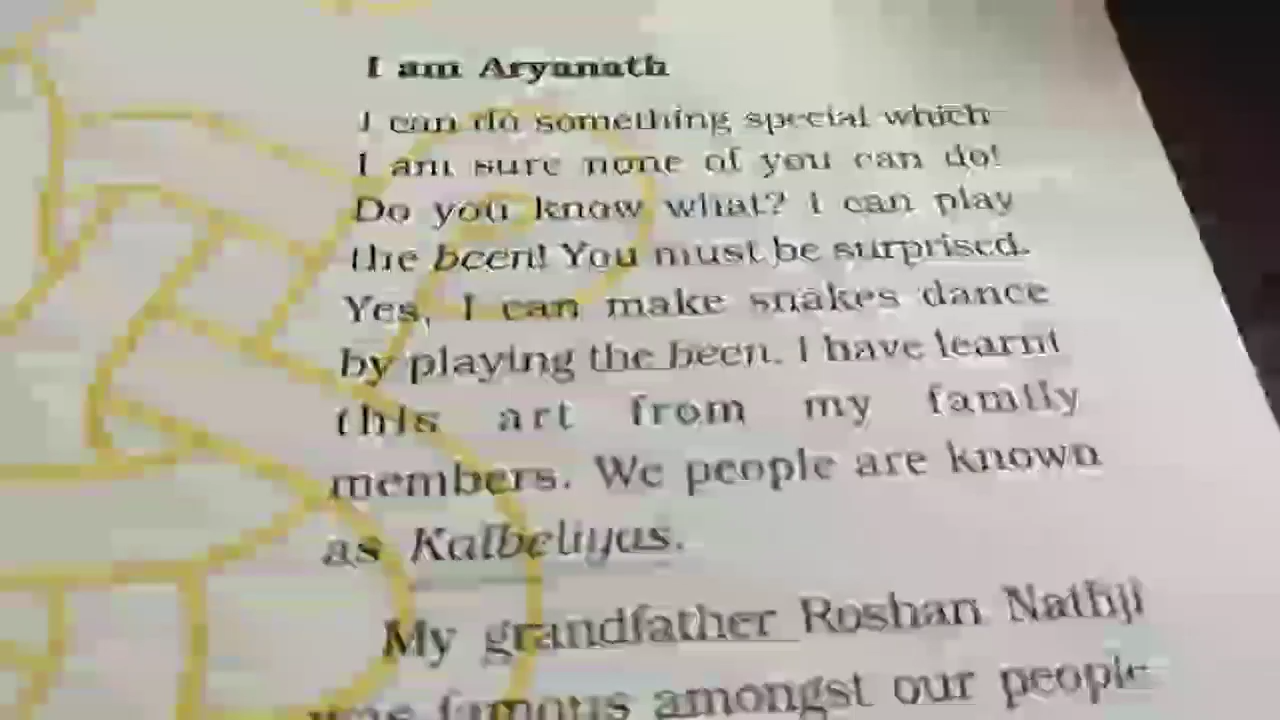 I am Aryanath
I can do something special which
I am sure none of you can do!
Do you know what? I can play
the been! You must be surprised.
Yes, I can make snakes dance
by playing the been. I have learnt
this art from my family
members. We people are known
as Kalbeliyas.
My grandfather Roshan Nathji
was famous amongst our people